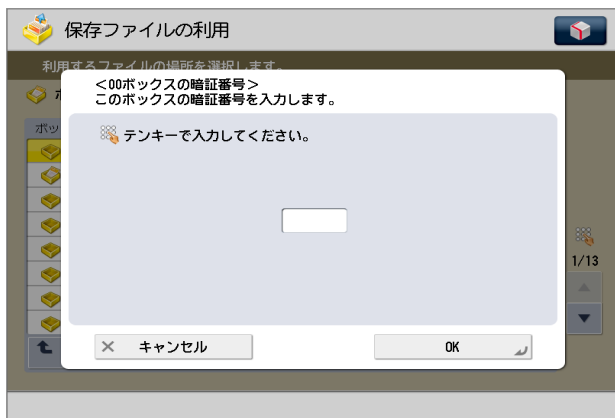 保存ファイルの利用
利用するファイルの場所を選択します。
<00ボックスの暗証番号>
このボックスの暗証番号を入力します。
ボッ
テンキーで入力してください。
1/13
キャンセル
OK